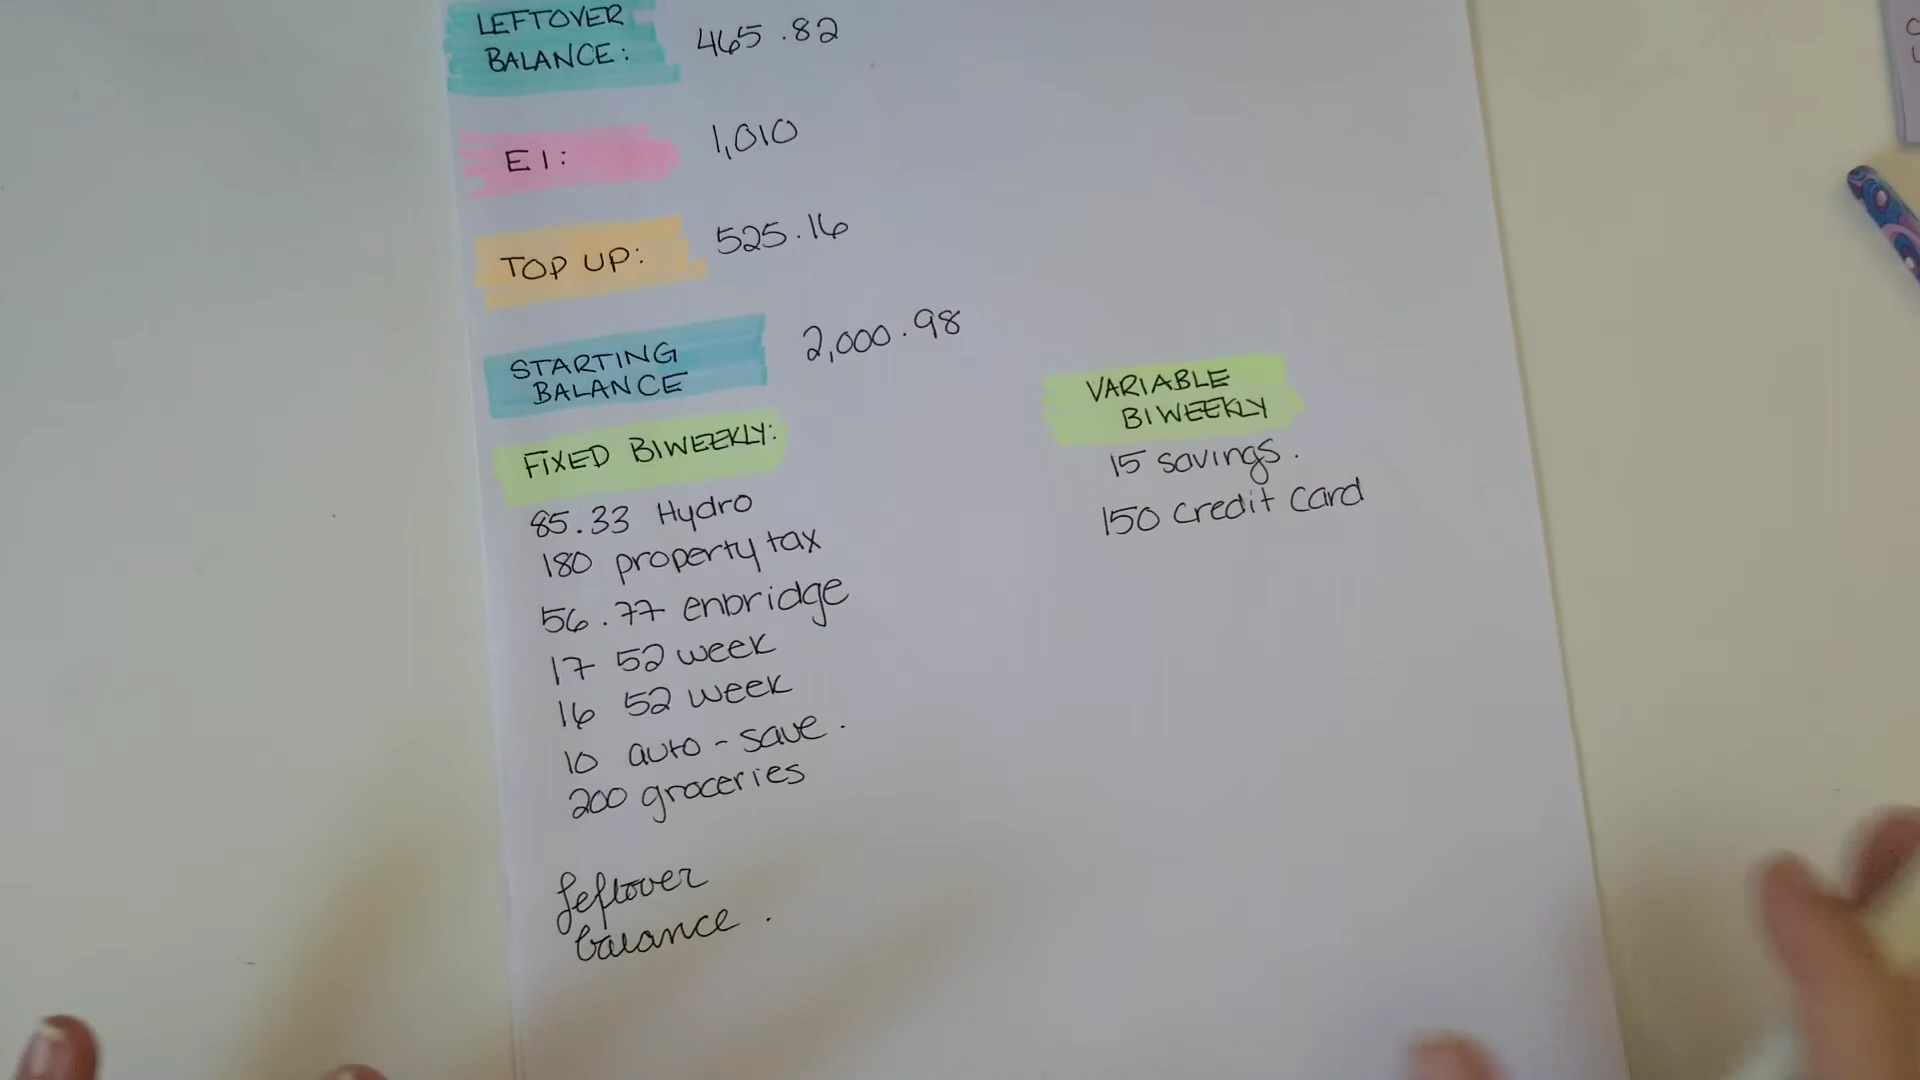 LEFTOVER
BALANCE: 465.82
EI: 1,010
TOP UP: 525.16
STARTING
BALANCE 2,000.98
FIXED BIWEEKLY:
85.33 Hydro
180 property tax
56.77 enbridge
17 52 week
16 52 week
10 auto-save.
200 groceries
leftover
balance.
VARIABLE
BIWEEKLY
15 savings.
150 credit card